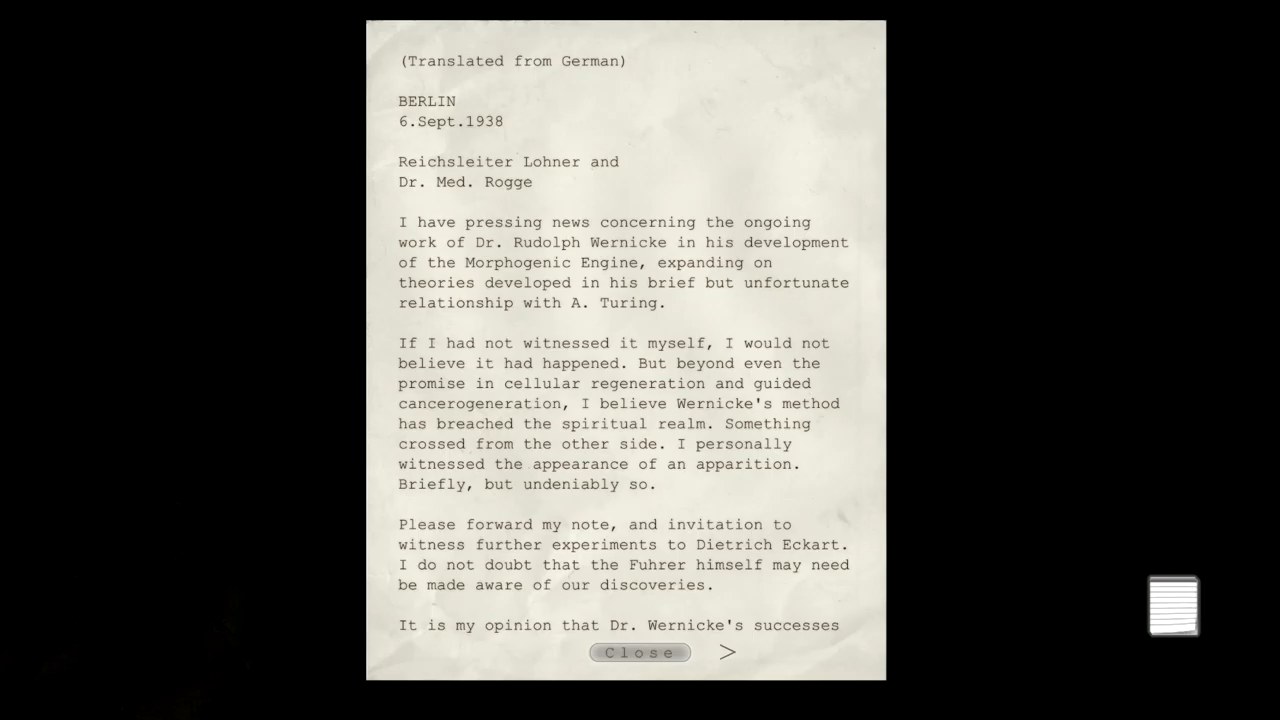 (Translated from German)
BERLIN
6.Sept.1938
Reichsleiter Lohner and
Dr. Med. Rogge
I have pressing news concerning the ongoing
work of Dr. Rudolph Wernicke in his development
of the Morphogenic Engine, expanding on
theories developed in his brief but unfortunate
relationship with A. Turing.
If I had not witnessed it myself, I would not
believe it had happened. But beyond even the
promise in cellular regeneration and guided
cancerogeneration, I believe Wernicke's method
has breached the spiritual realm. Something
crossed from the other side. I personally
witnessed the appearance of an apparition.
Briefly, but undeniably so.
Please forward my note, and invitation to
witness further experiments to Dietrich Eckart.
I do not doubt that the Fuhrer himself may need
be made aware of our discoveries.
It is my opinion that Dr. Wernicke's successes
Close >